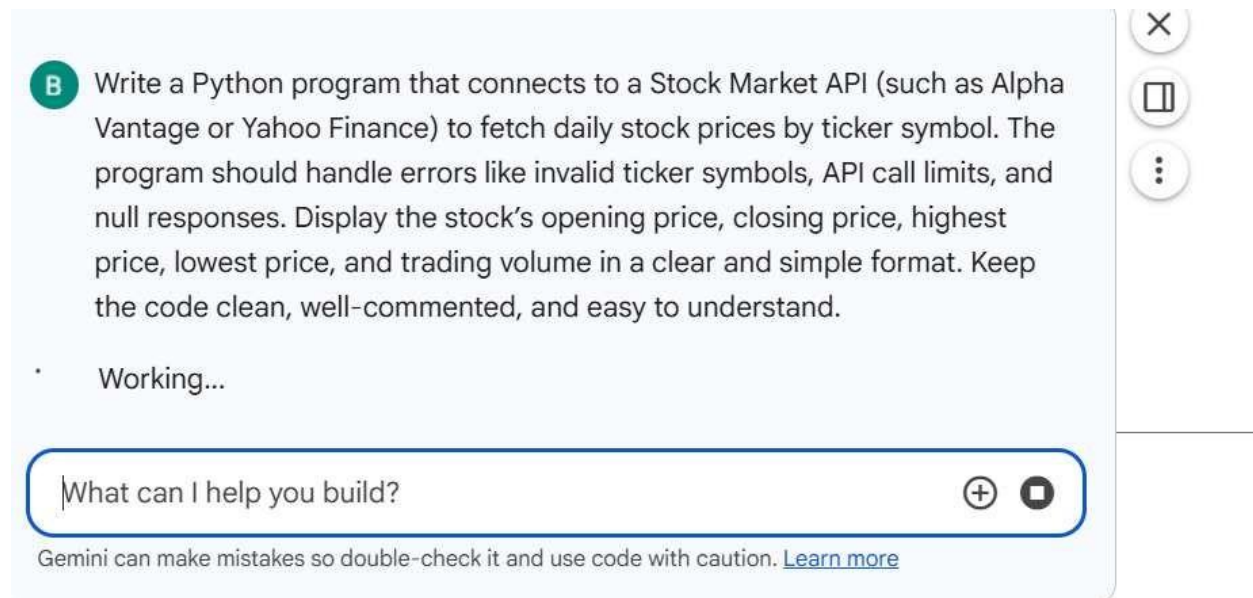 B Write a Python program that connects to a Stock Market API (such as Alpha
Vantage or Yahoo Finance) to fetch daily stock prices by ticker symbol. The
program should handle errors like invalid ticker symbols, API call limits, and
null responses. Display the stock’s opening price, closing price, highest
price, lowest price, and trading volume in a clear and simple format. Keep
the code clean, well-commented, and easy to understand.
Working...
What can I help you build?
Gemini can make mistakes so double-check it and use code with caution. Learn more